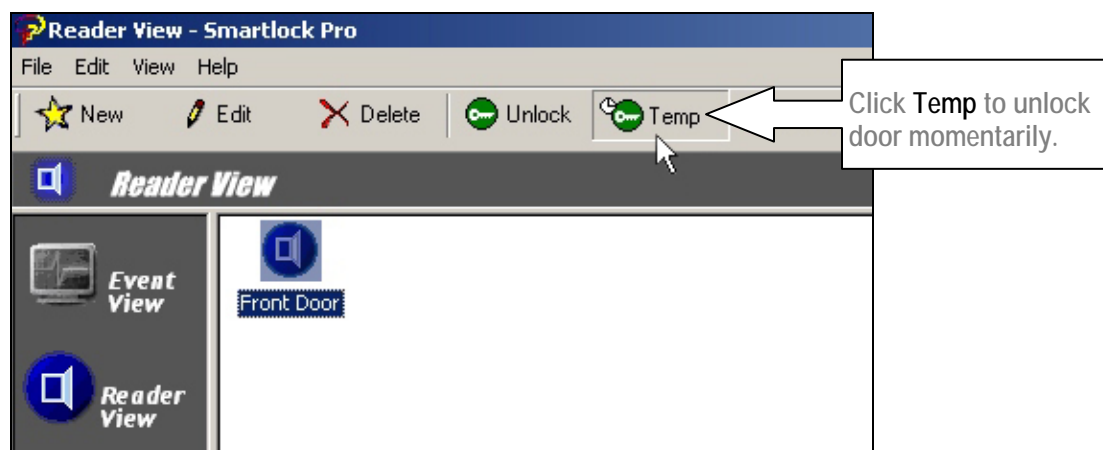 Reader View - Smartlock Pro
File Edit View Help
New Edit Delete Unlock Temp
Click Temp to unlock
door momentarily.
Reader View
Event
View
Front Door
Reader
View